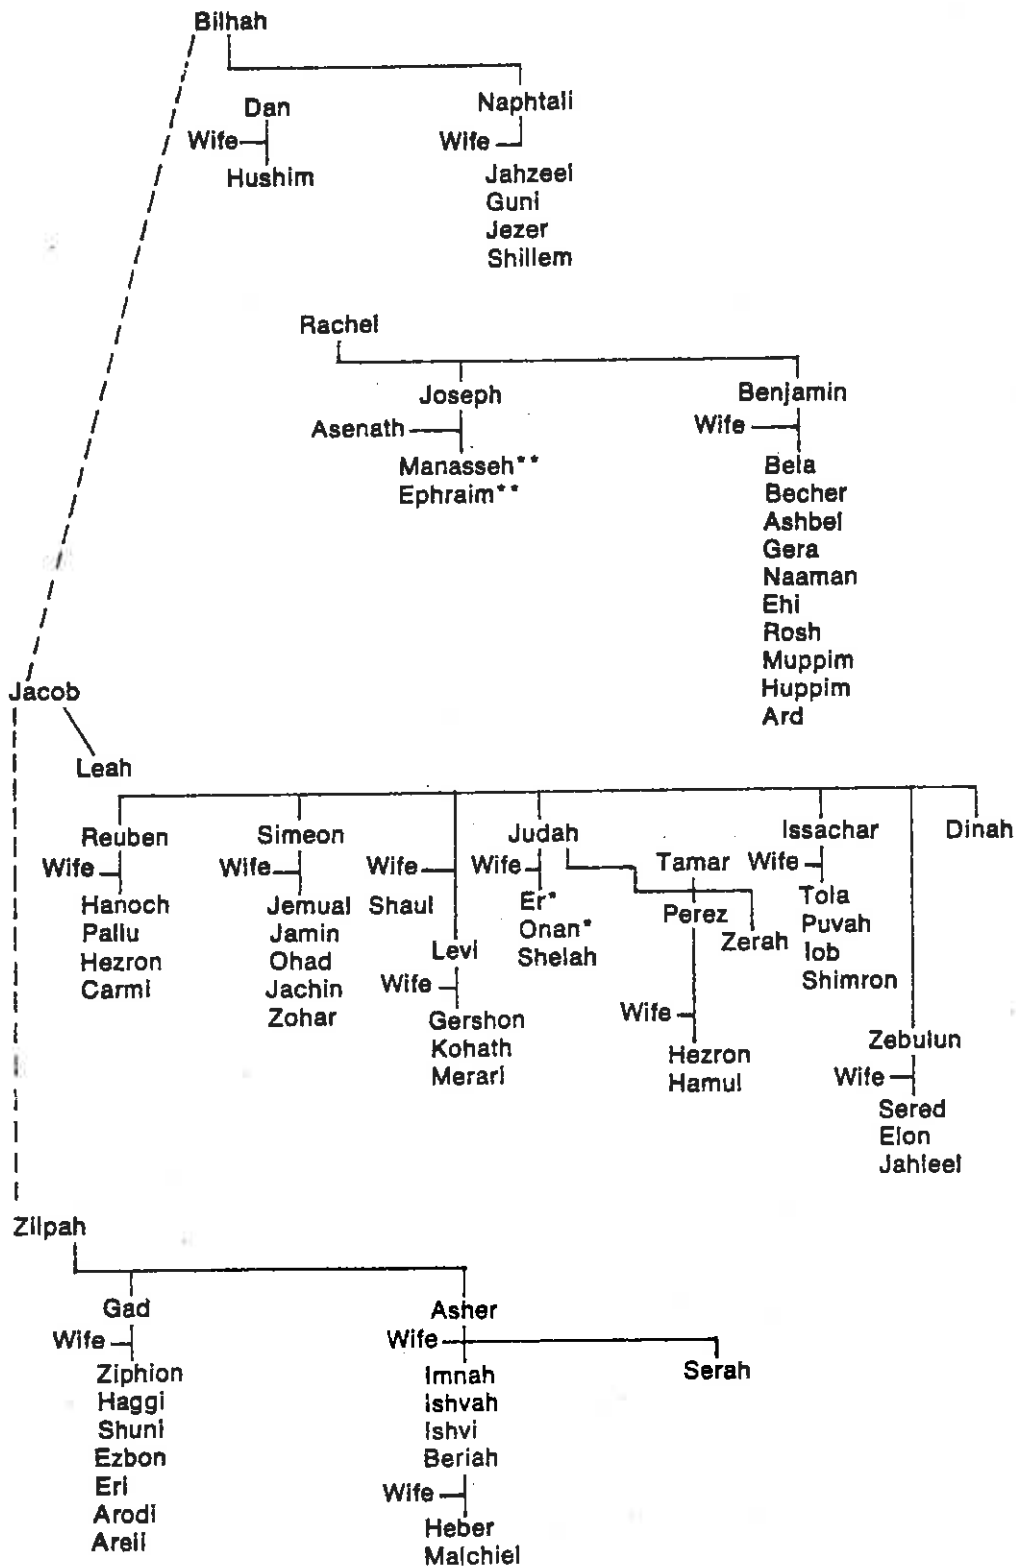 Bilhah
Dan
Naphtali
Wife
Wife
Hushim
Jahzeel
Guni
Jezer
Shillem
Rachel
Joseph
Benjamin
Asenath
Wife
Manasseh**
Ephraim**
Bela
Becher
Ashbel
Gera
Naaman
Ehi
Rosh
Muppim
Huppim
Ard
Jacob
Leah
Reuben
Wife
Hanoch
Pallu
Hezron
Carmi
Simeon
Wife
Jemual
Jamin
Ohad
Jachin
Zohar
Wife
Shaul
Levi
Wife
Gershon
Kohath
Merari
Judah
Wife
Er*
Onan*
Shelah
Tamar
Perez
Zerah
Wife
Hezron
Hamul
Issachar
Wife
Tola
Puvah
Iob
Shimron
Zebulun
Wife
Sered
Elon
Jahleel
Dinah
Zilpah
Gad
Wife
Ziphion
Haggi
Shuni
Ezbon
Eri
Arodi
Areli
Asher
Wife
Serah
Imnah
Ishvah
Ishvi
Beriah
Wife
Heber
Malchiel